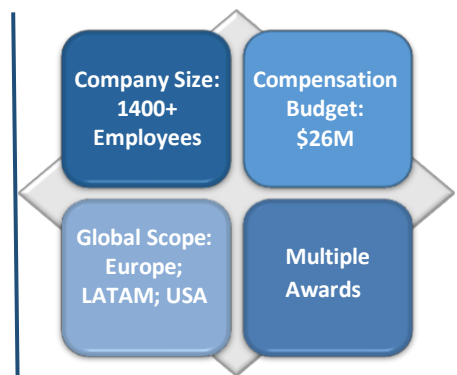 Company Size:
1400+
Employees
Compensation
Budget:
$26M
Global Scope:
Europe;
LATAM; USA
Multiple
Awards